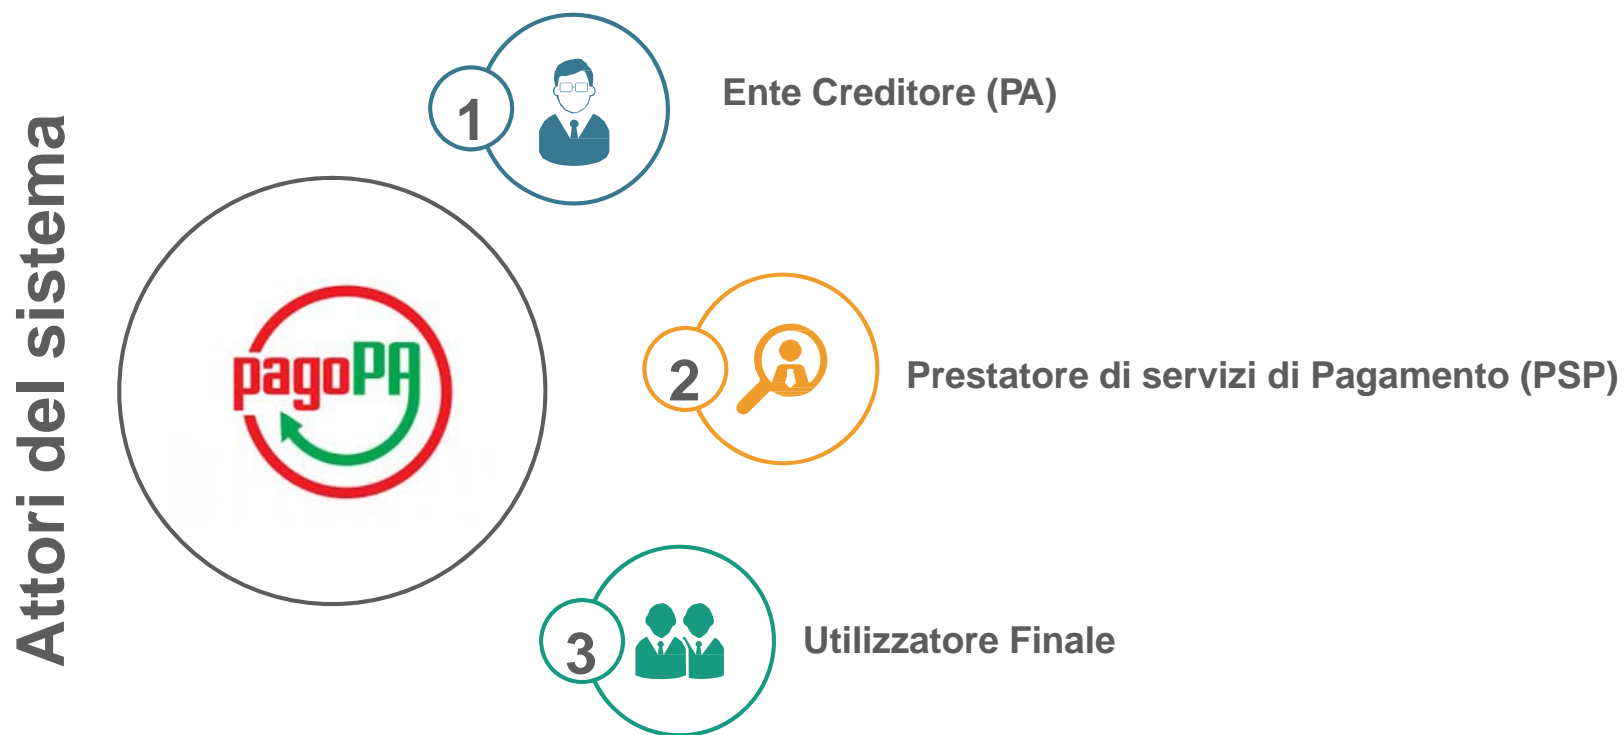 Attori del sistema
pagoPA
1
Ente Creditore (PA)
2
Prestatore di servizi di Pagamento (PSP)
3
Utilizzatore Finale